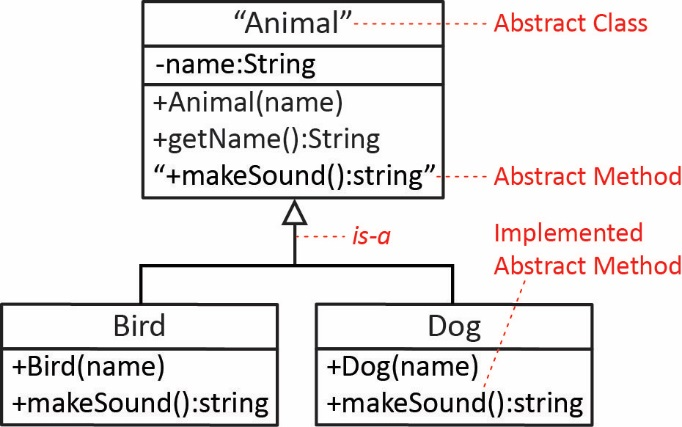 “Animal”
Abstract Class
-name:String
+Animal(name)
+getName():String
“+makeSound():string”
Abstract Method
is-a
Implemented
Abstract Method
Bird
+Bird(name)
+makeSound():string
Dog
+Dog(name)
+makeSound():string